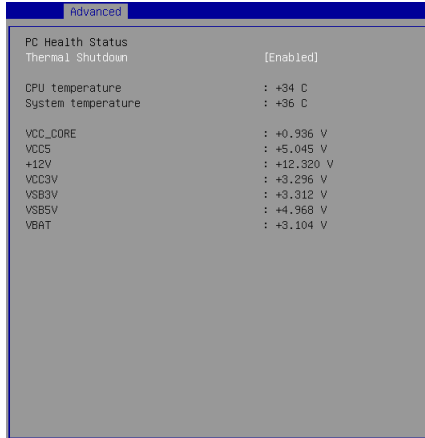 Advanced
PC Health Status
Thermal Shutdown [Enabled]
CPU temperature : +34 C
System temperature : +36 C
VCC_CORE : +0.936 V
VCC5 : +5.045 V
+12V : +12.320 V
VCC3V : +3.296 V
VSB3V : +3.312 V
VSB5V : +4.968 V
VBAT : +3.104 V